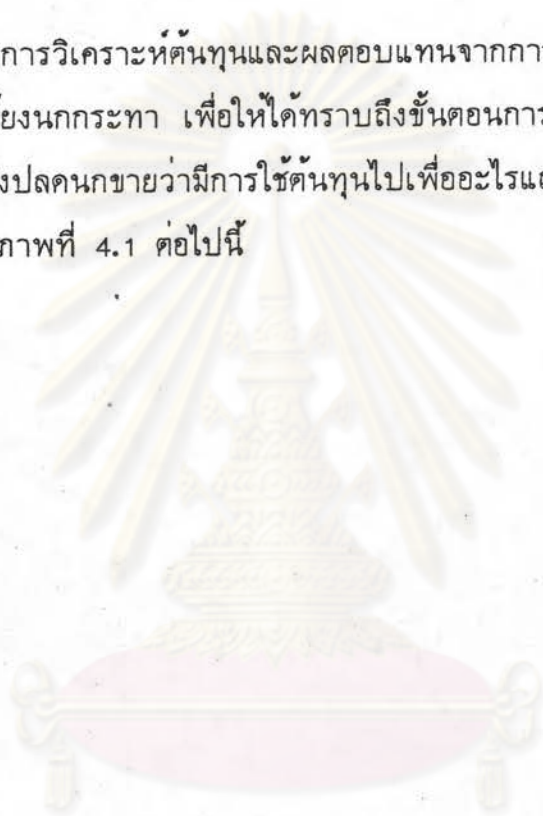 การวิเคราะห์ต้นทุนและผลตอบแทนจากการ
ยงนกกระทา เพื่อให้ได้ทราบถึงขั้นตอนการ
งปลดนกขายว่ามีการใช้ต้นทุนไปเพื่ออะไรแ
ภาพที่ 4.1 ต่อไปนี้